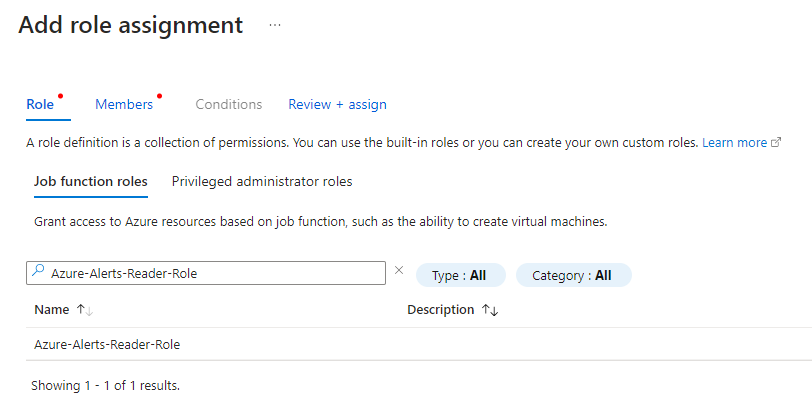 Add role assignment ...
Role Members Conditions Review + assign
A role definition is a collection of permissions. You can use the built-in roles or you can create your own custom roles. Learn more
Job function roles Privileged administrator roles
Grant access to Azure resources based on job function, such as the ability to create virtual machines.
Azure-Alerts-Reader-Role Type : All Category : All
Name Description
Azure-Alerts-Reader-Role
Showing 1 - 1 of 1 results.